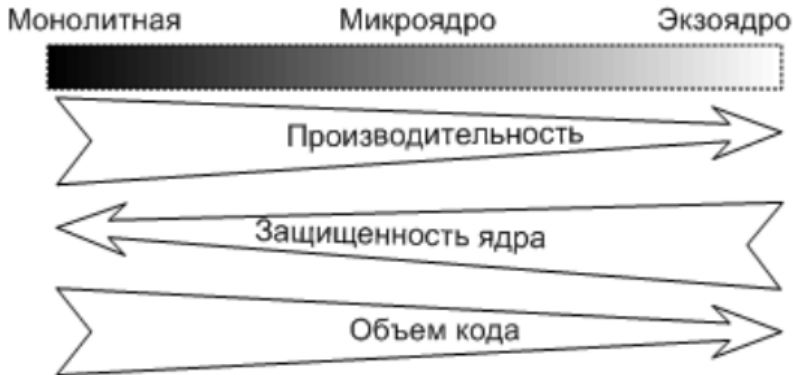 Монолитная Микроядро Экзоядро
Производительность
Защищенность ядра
Объем кода